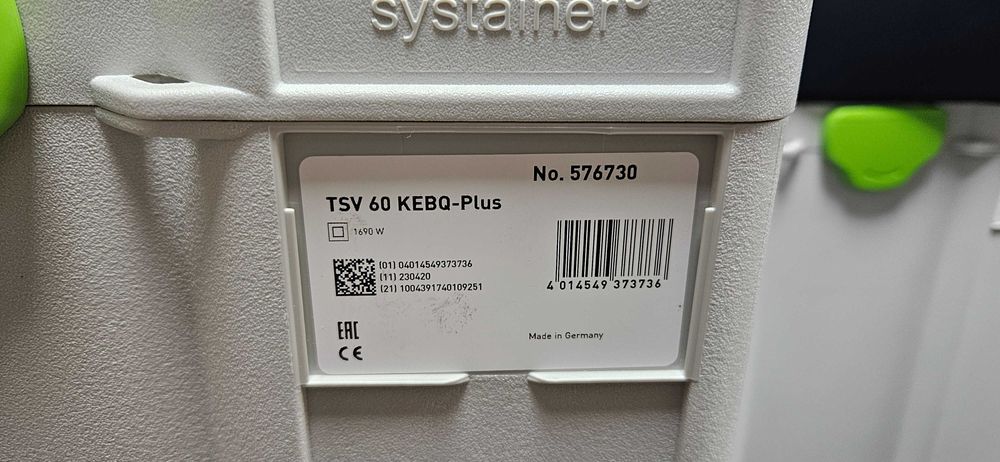 systainer³
No. 576730
TSV 60 KEBQ-Plus
1690 W
(01) 04014549373736
(11) 230420
(21) 1004391740109251
4 014549 373736
EAC
CE
Made in Germany